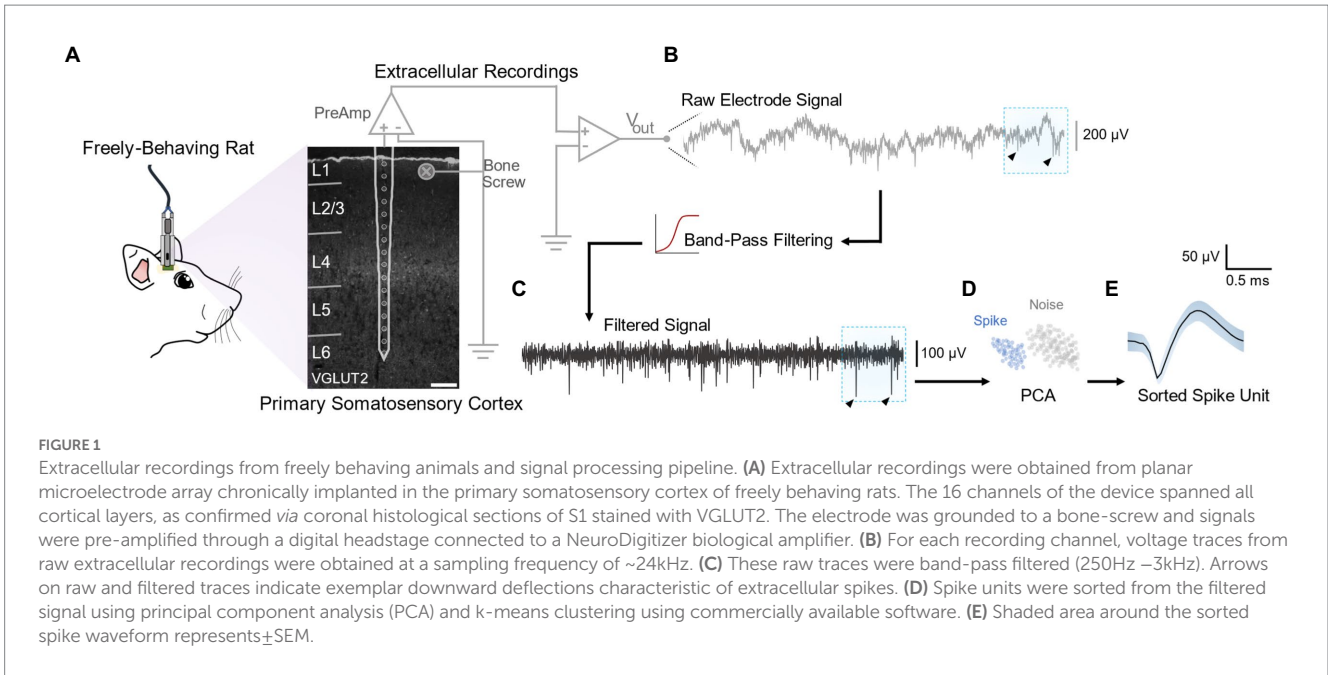 A
Extracellular Recordings
PreAmp
+ -
Freely-Behaving Rat
Bone
Screw
L1
L2/3
L4
L5
L6
VGLUT2
Primary Somatosensory Cortex
+
-
Vout
B
Raw Electrode Signal
200 µV
Band-Pass Filtering
C
Filtered Signal
100 µV
D
Spike
Noise
PCA
E
50 µV
0.5 ms
Sorted Spike Unit
FIGURE 1
Extracellular recordings from freely behaving animals and signal processing pipeline. (A) Extracellular recordings were obtained from planar
microelectrode array chronically implanted in the primary somatosensory cortex of freely behaving rats. The 16 channels of the device spanned all
cortical layers, as confirmed via coronal histological sections of S1 stained with VGLUT2. The electrode was grounded to a bone-screw and signals
were pre-amplified through a digital headstage connected to a NeuroDigitizer biological amplifier. (B) For each recording channel, voltage traces from
raw extracellular recordings were obtained at a sampling frequency of ~24kHz. (C) These raw traces were band-pass filtered (250Hz –3kHz). Arrows
on raw and filtered traces indicate exemplar downward deflections characteristic of extracellular spikes. (D) Spike units were sorted from the filtered
signal using principal component analysis (PCA) and k-means clustering using commercially available software. (E) Shaded area around the sorted
spike waveform represents±SEM.